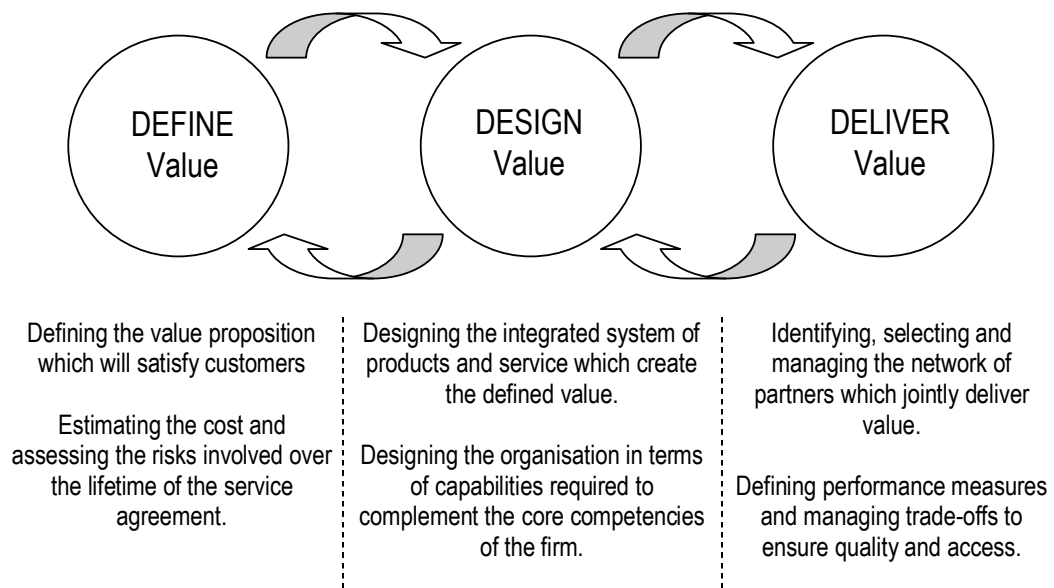 DEFINE
Value
DESIGN
Value
DELIVER
Value
Defining the value proposition
which will satisfy customers
Estimating the cost and
assessing the risks involved over
the lifetime of the service
agreement.
Designing the integrated system of
products and service which create
the defined value.
Designing the organisation in terms
of capabilities required to
complement the core competencies
of the firm.
Identifying, selecting and
managing the network of
partners which jointly deliver
value.
Defining performance measures
and managing trade-offs to
ensure quality and access.